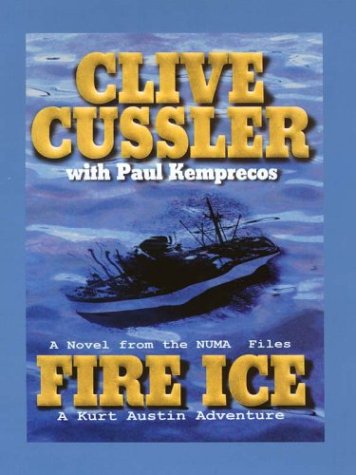 CLIVE
CUSSLER
with Paul Kemprecos
A Novel from the NUMA Files
FIRE ICE
A Kurt Austin Adventure